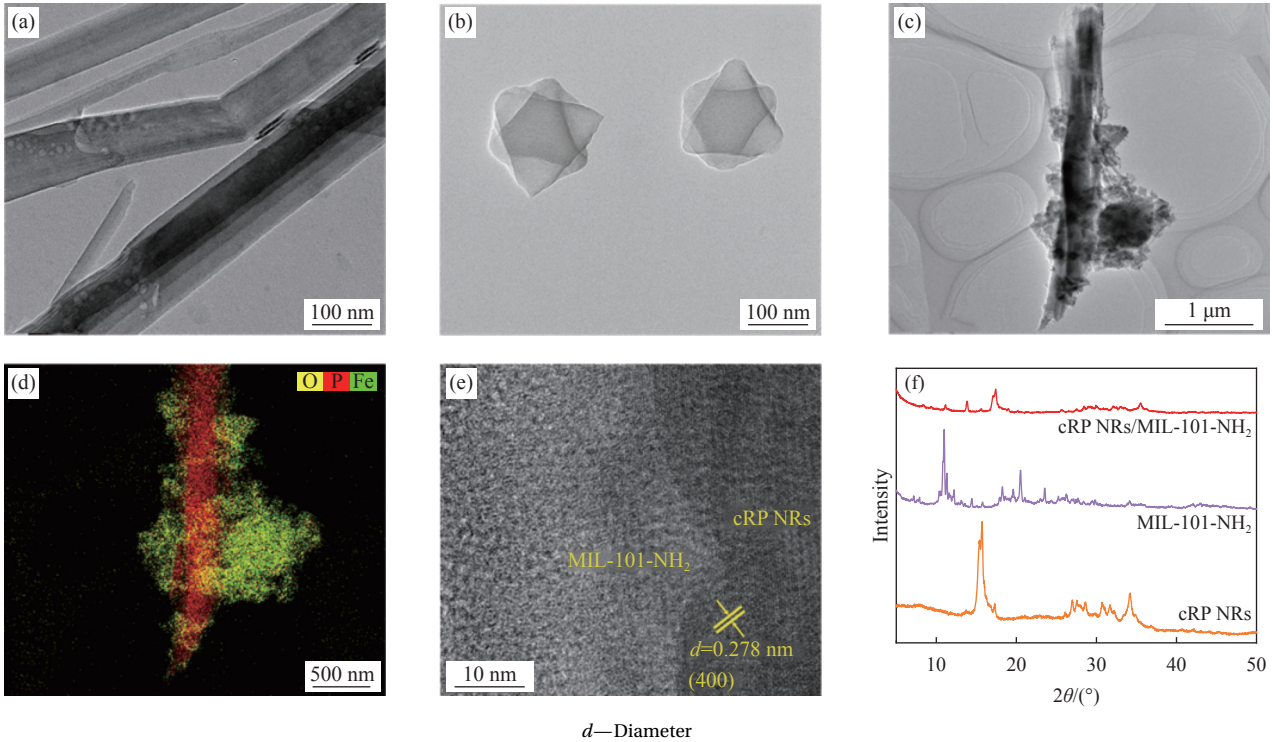 (a)
100 nm
(b)
100 nm
(c)
1 μm
(d)
O P Fe
500 nm
(e)
cRP NRs
MIL-101-NH₂
d=0.278 nm
(400)
10 nm
(f)
cRP NRs/MIL-101-NH₂
MIL-101-NH₂
cRP NRs
Intensity
10 20 30 40 50
2θ/(°)
d—Diameter